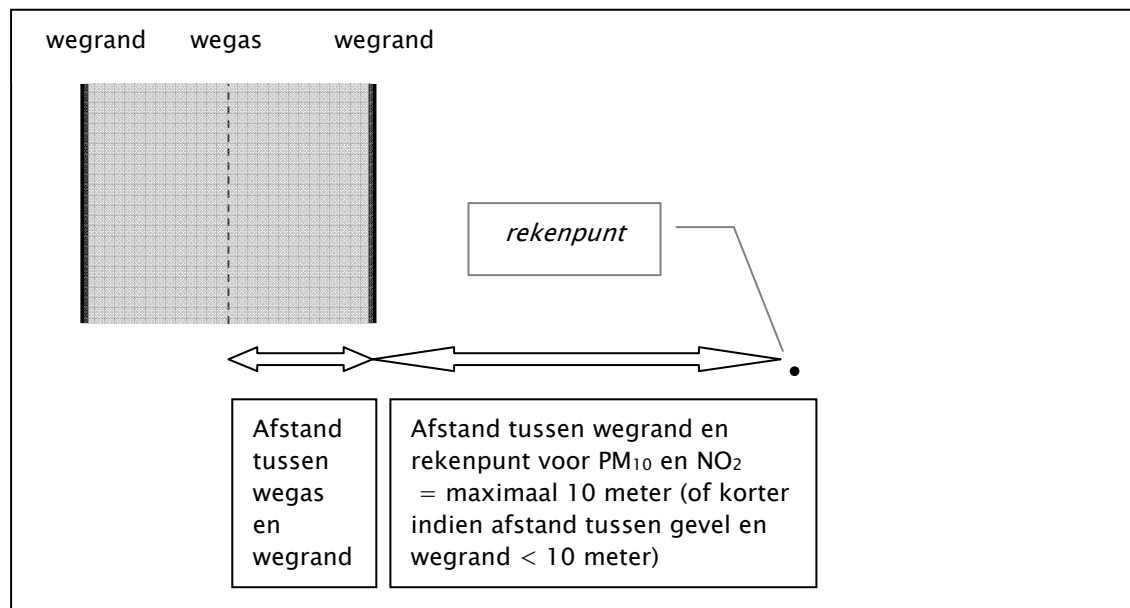 wegrand wegas wegrand
rekenpunt
Afstand
tussen
wegas
en
wegrand
Afstand tussen wegrand en
rekenpunt voor PM₁₀ en NO₂
= maximaal 10 meter (of korter
indien afstand tussen gevel en
wegrand < 10 meter)